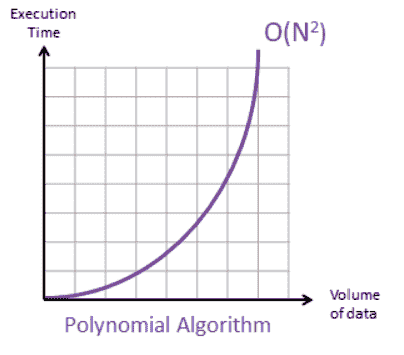 Execution
Time
O(N²)
Volume
of data
Polynomial Algorithm